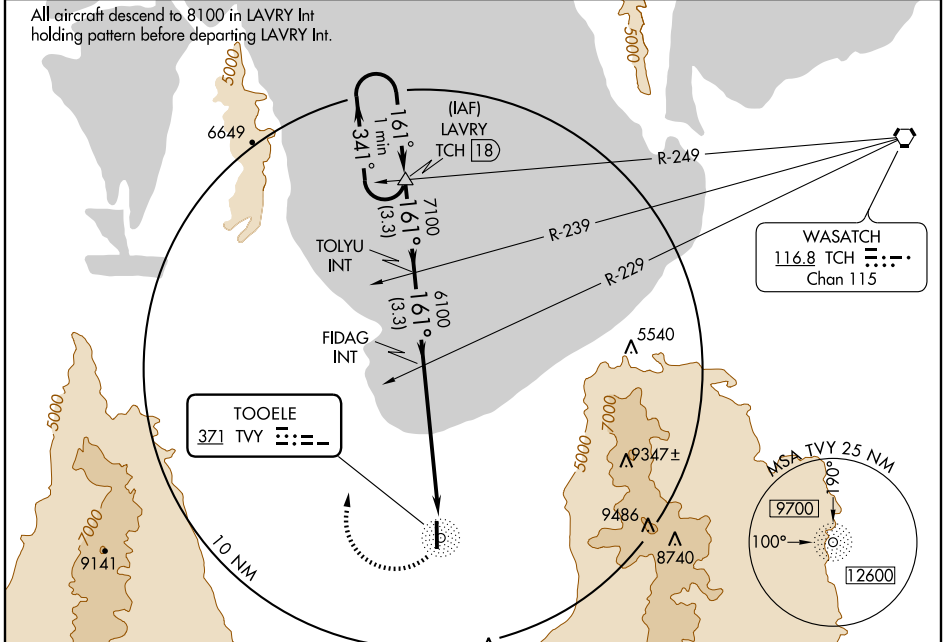 All aircraft descend to 8100 in LAVRY Int
holding pattern before departing LAVRY Int.
5000
5000
6649
161°
1 min
341°
(IAF)
LAVRY
TCH 18
R-249
7100
161°
(3.3)
R-239
TOLYU
INT
R-229
WASATCH
116.8 TCH
Chan 115
6100
161°
(3.3)
FIDAG
INT
5540
5000
TOOELE
371 TVY
7000
5000
9347±
MSA TVY 25 NM
190°
9700
9486
100°
8740
7000
9141
10 NM
12600